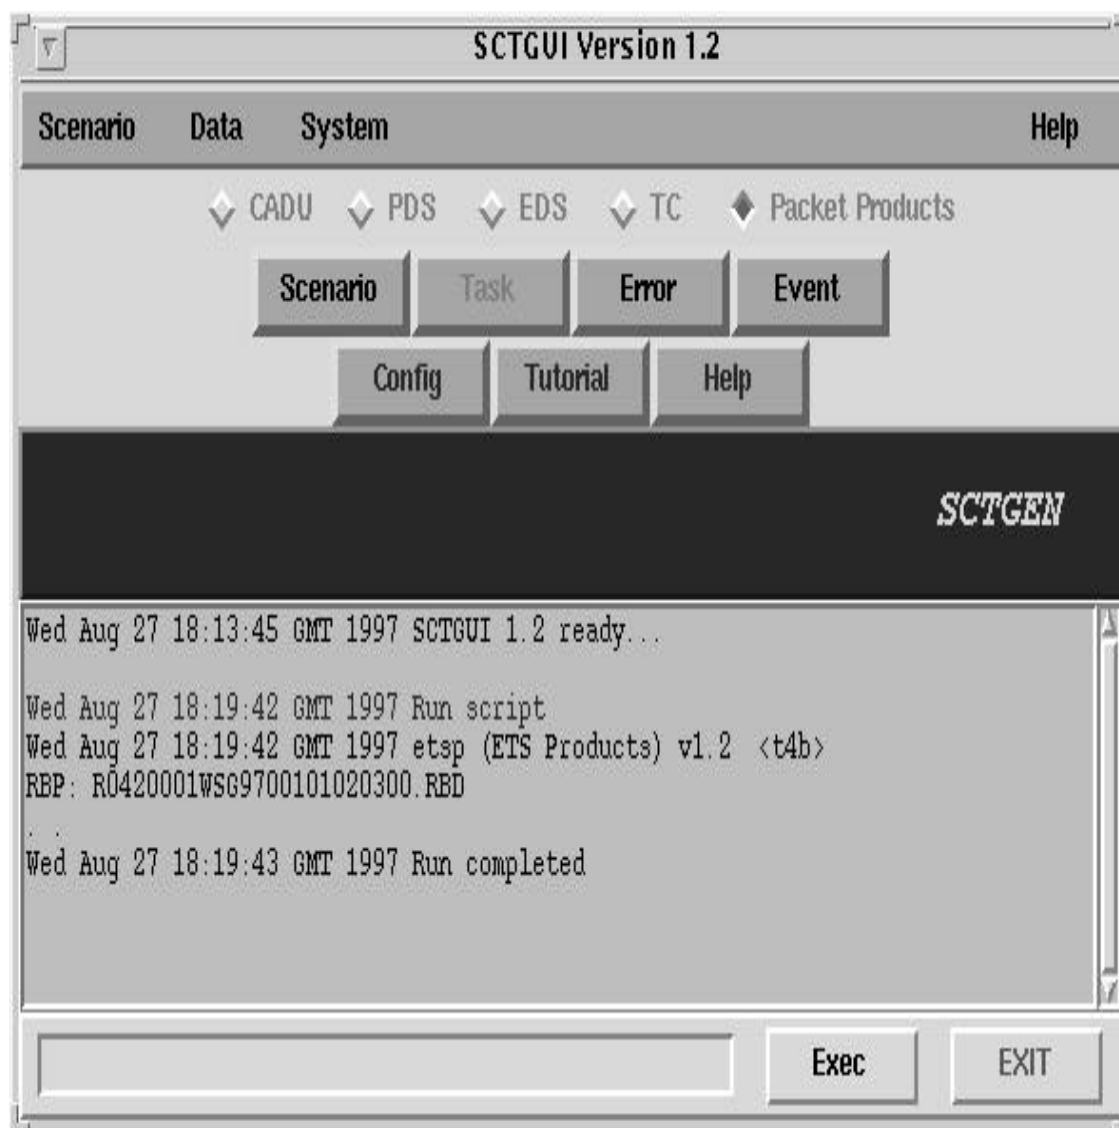 SCTGUI Version 1.2
Scenario Data System Help
CADU PDS EDS TC Packet Products
Scenario Task Error Event
Config Tutorial Help
SCTGEN
Wed Aug 27 18:13:45 GMT 1997 SCTGUI 1.2 ready...
Wed Aug 27 18:19:42 GMT 1997 Run script
Wed Aug 27 18:19:42 GMT 1997 etsp (ETS Products) v1.2 <t4b>
RBP: R0420001WSG9700101020300.RBD
. .
Wed Aug 27 18:19:43 GMT 1997 Run completed
Exec EXIT